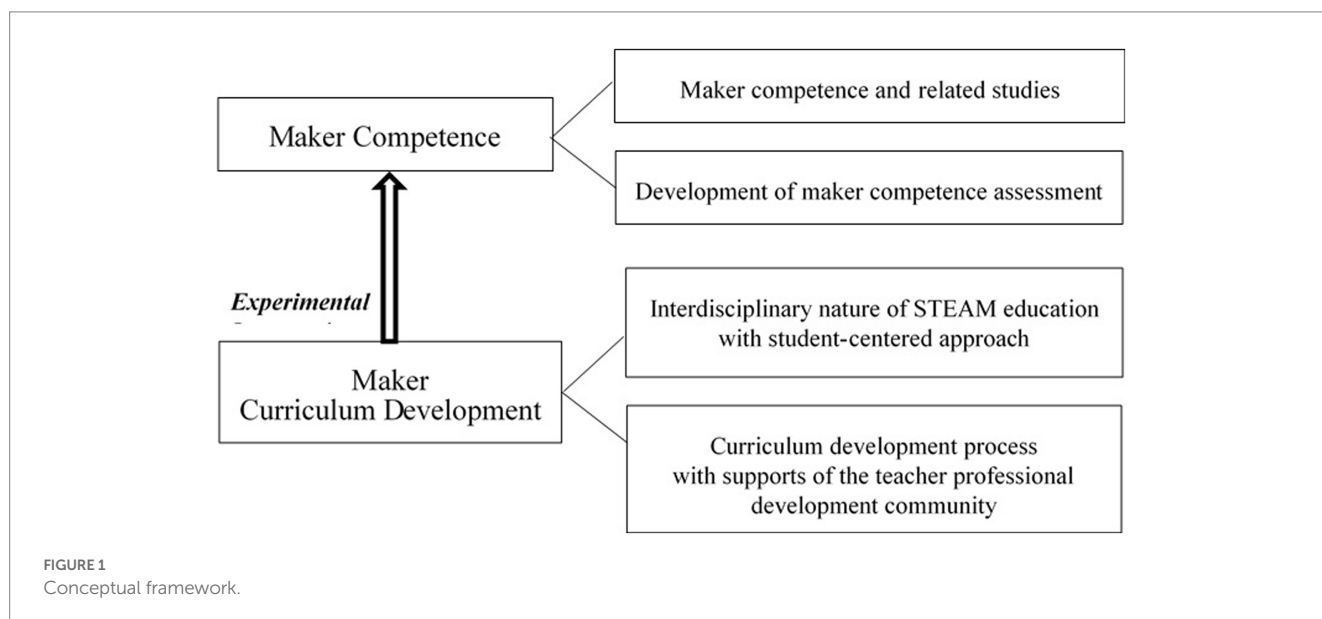 Maker Competence
Maker competence and related studies
Development of maker competence assessment
Experimental
Maker
Curriculum Development
Interdisciplinary nature of STEAM education
with student-centered approach
Curriculum development process
with supports of the teacher professional
development community
FIGURE 1
Conceptual framework.